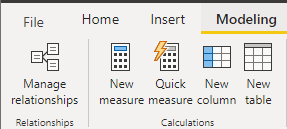 File Home Insert Modeling
Manage relationships New measure Quick measure New column New table
Relationships Calculations